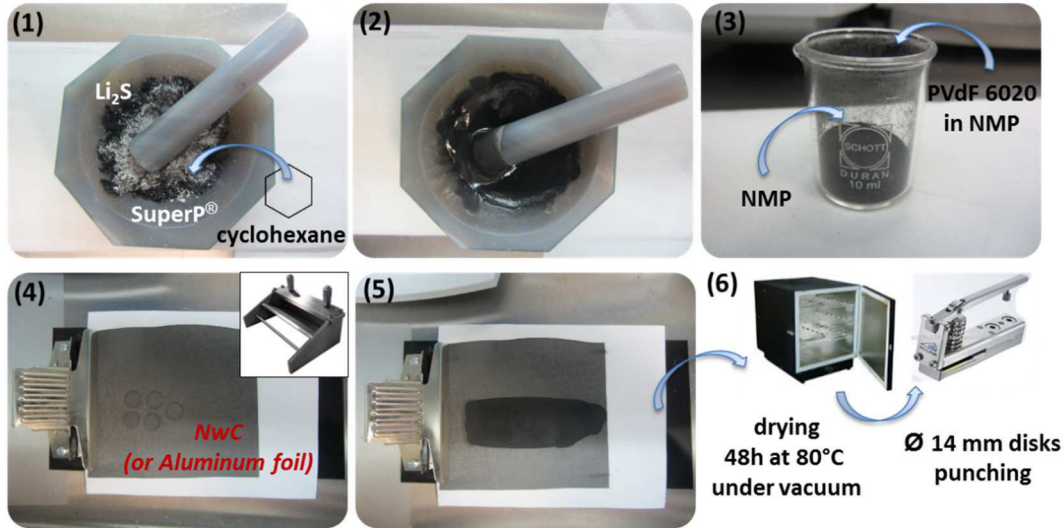 (1)
Li₂S
SuperP®
cyclohexane
(2)
(3)
PVdF 6020
in NMP
NMP
SCHOTT
DURAN
10 ml
(4)
NwC
(or Aluminum foil)
(5)
(6)
drying
48h at 80°C
under vacuum
Ø 14 mm disks
punching